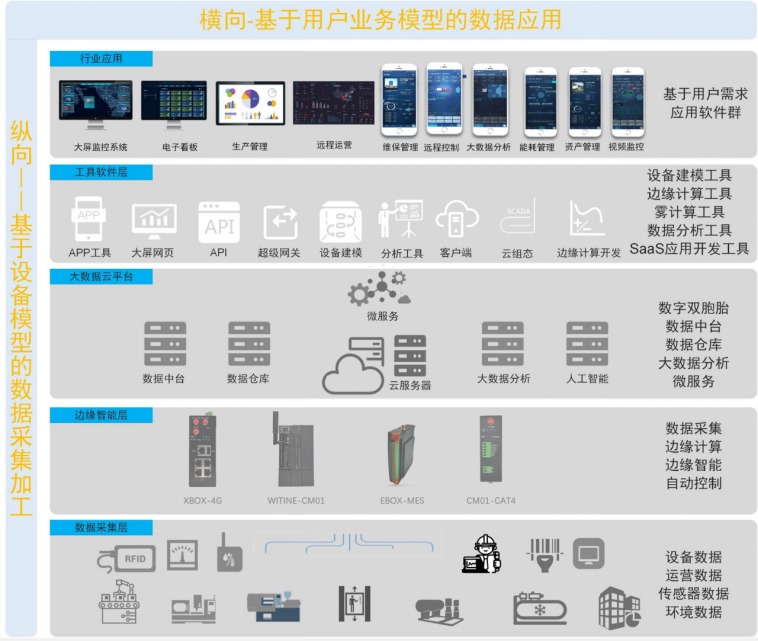 横向-基于用户业务模型的数据应用
纵向——基于设备模型的数据采集加工
行业应用
大屏监控系统
电子看板
生产管理
远程运营
维保管理
远程控制
大数据分析
能耗管理
资产管理
视频监控
基于用户需求
应用软件群
工具软件层
APP
API
SCADA
APP工具
大屏网页
API
超级网关
设备建模
分析工具
客户端
云组态
边缘计算开发
设备建模工具
边缘计算工具
雾计算工具
数据分析工具
SaaS应用开发工具
大数据云平台
微服务
数据中台
数据仓库
云服务器
大数据分析
人工智能
数字双胞胎
数据中台
数据仓库
大数据分析
微服务
边缘智能层
XBOX-4G
WITINE-CM01
EBOX-MES
CM01-CAT4
数据采集
边缘计算
边缘智能
自动控制
数据采集层
RFID
设备数据
运营数据
传感器数据
环境数据